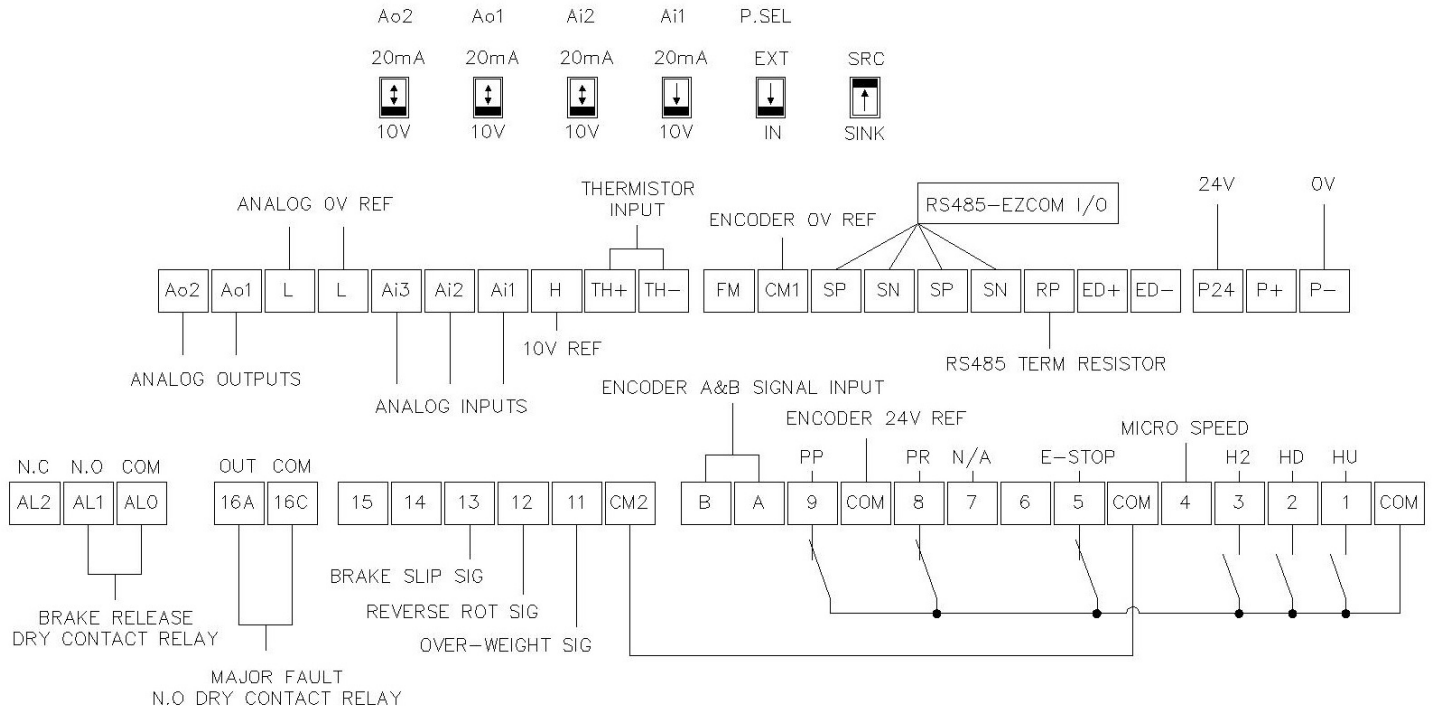 Ao2 Ao1 Ai2 Ai1 P.SEL
20mA 20mA 20mA 20mA EXT SRC
10V 10V 10V 10V IN SINK
THERMISTOR
INPUT
ANALOG 0V REF
ENCODER 0V REF
RS485-EZCOM I/O
24V
0V
Ao2 Ao1 L L Ai3 Ai2 Ai1 H TH+ TH- FM CM1 SP SN SP SN RP ED+ ED- P24 P+ P-
10V REF
RS485 TERM RESISTOR
ANALOG OUTPUTS
ANALOG INPUTS
ENCODER A&B SIGNAL INPUT
ENCODER 24V REF
MICRO SPEED
N.C N.O COM OUT COM PP PR N/A E-STOP H2 HD HU
AL2 AL1 AL0 16A 16C 15 14 13 12 11 CM2 B A 9 COM 8 7 6 5 COM 4 3 2 1 COM
BRAKE SLIP SIG
REVERSE ROT SIG
OVER-WEIGHT SIG
BRAKE RELEASE
DRY CONTACT RELAY
MAJOR FAULT
N.O DRY CONTACT RELAY